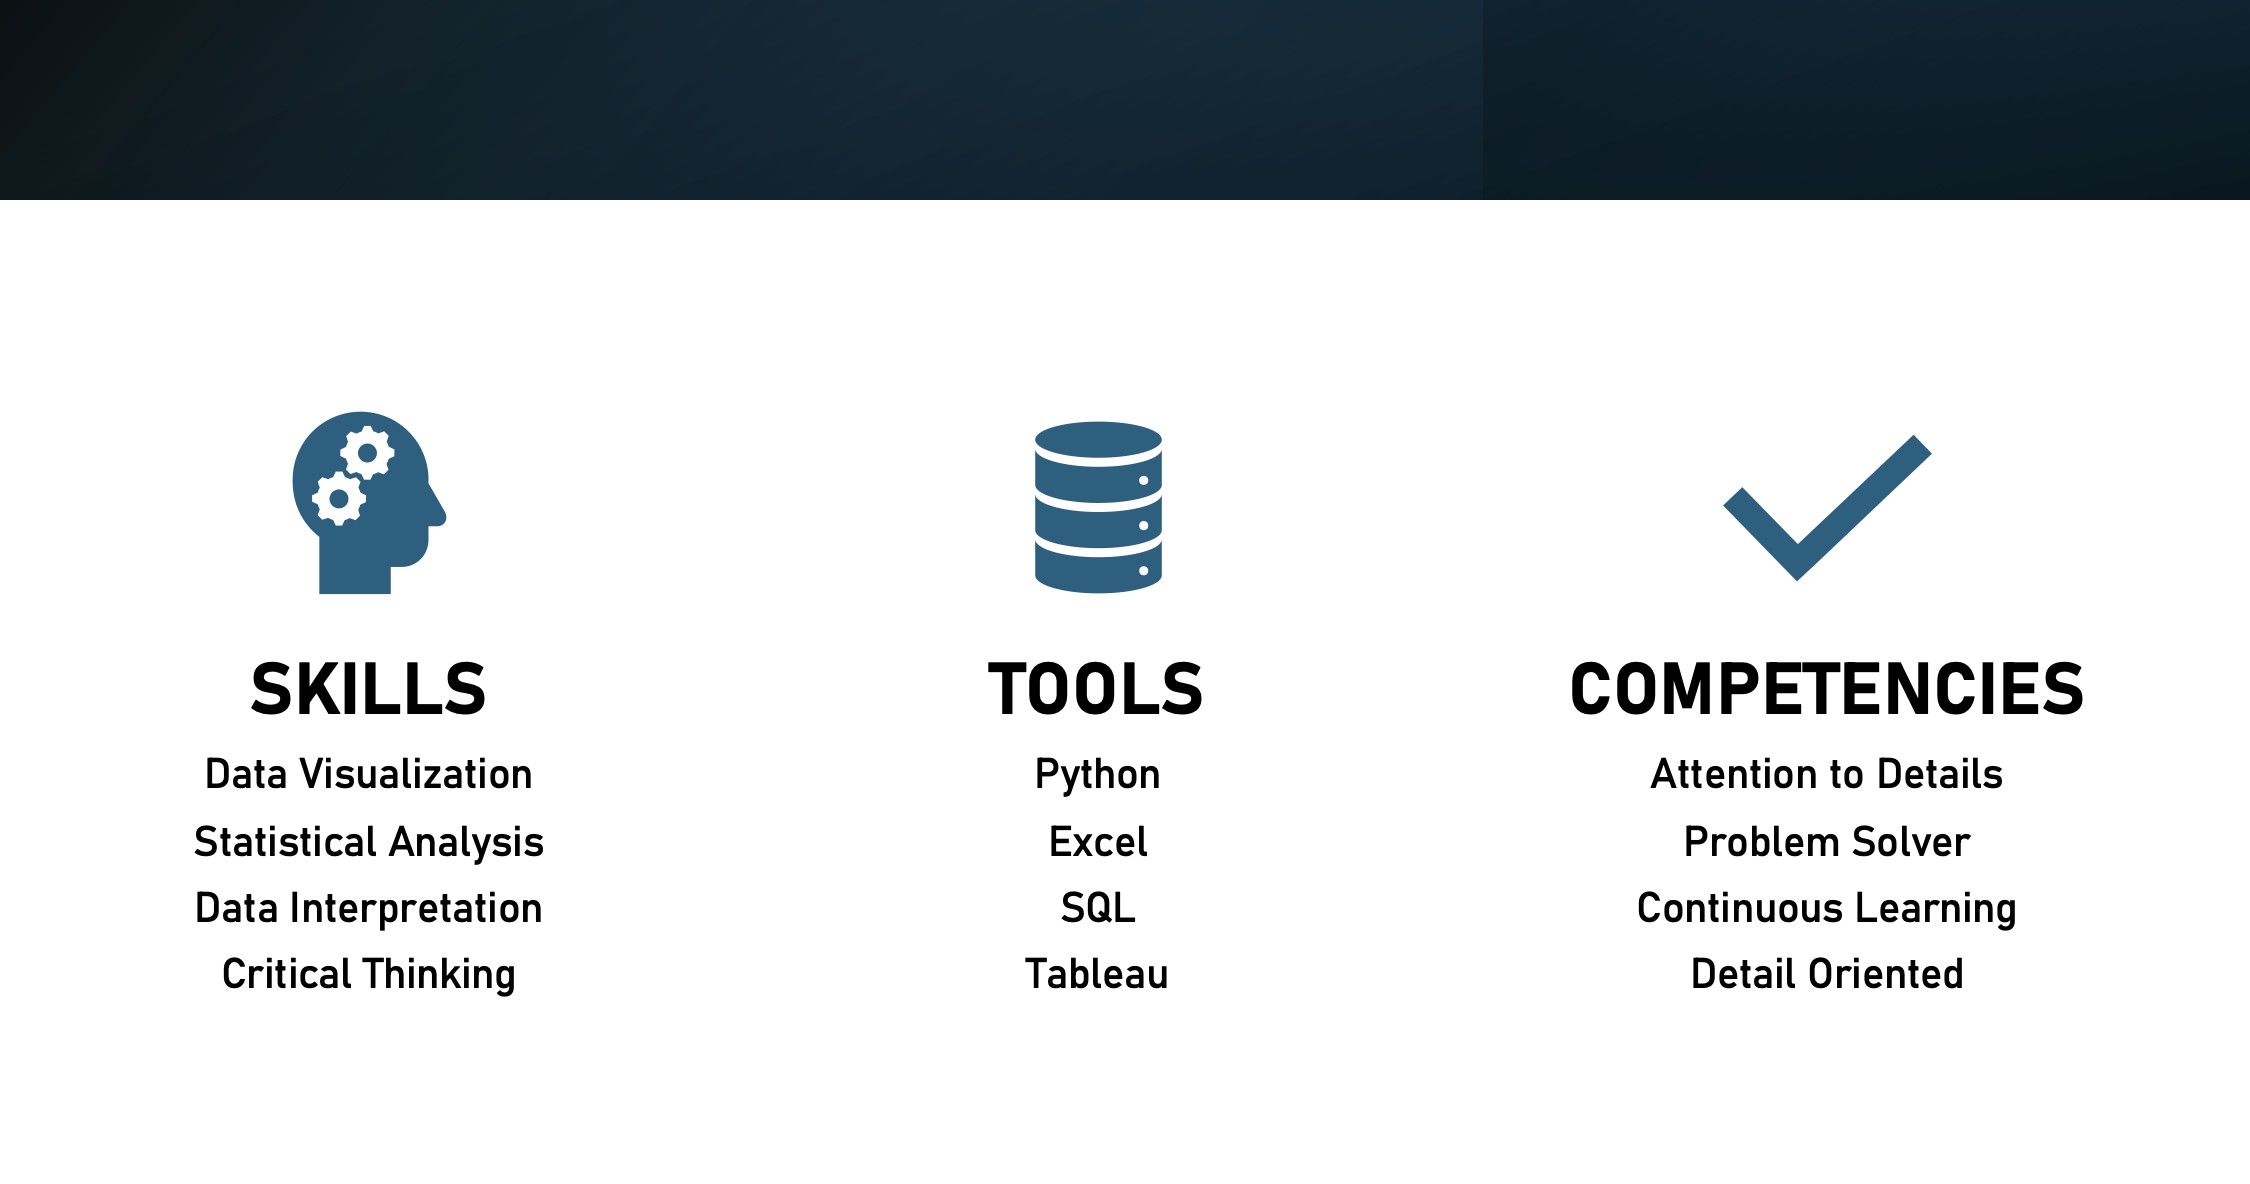 SKILLS
Data Visualization
Statistical Analysis
Data Interpretation
Critical Thinking
TOOLS
Python
Excel
SQL
Tableau
COMPETENCIES
Attention to Details
Problem Solver
Continuous Learning
Detail Oriented